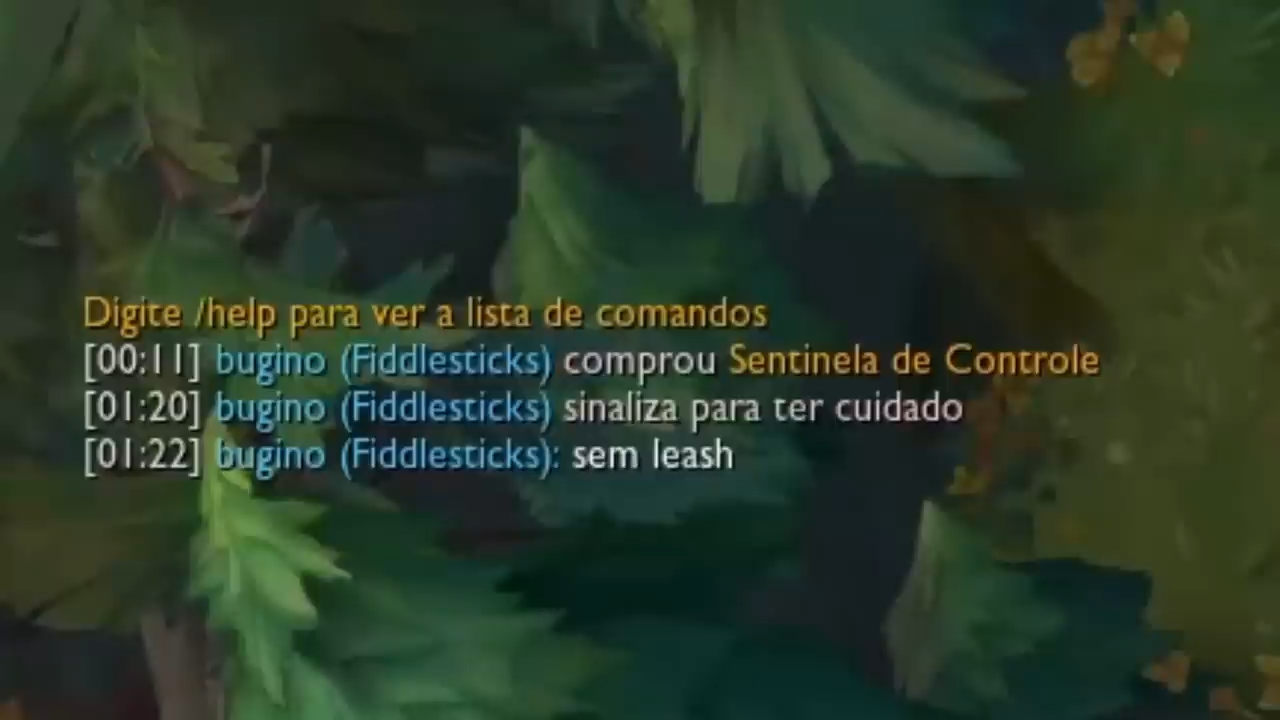 Digite /help para ver a lista de comandos
[00:11] bugino (Fiddlesticks) comprou Sentinela de Controle
[01:20] bugino (Fiddlesticks) sinaliza para ter cuidado
[01:22] bugino (Fiddlesticks): sem leash